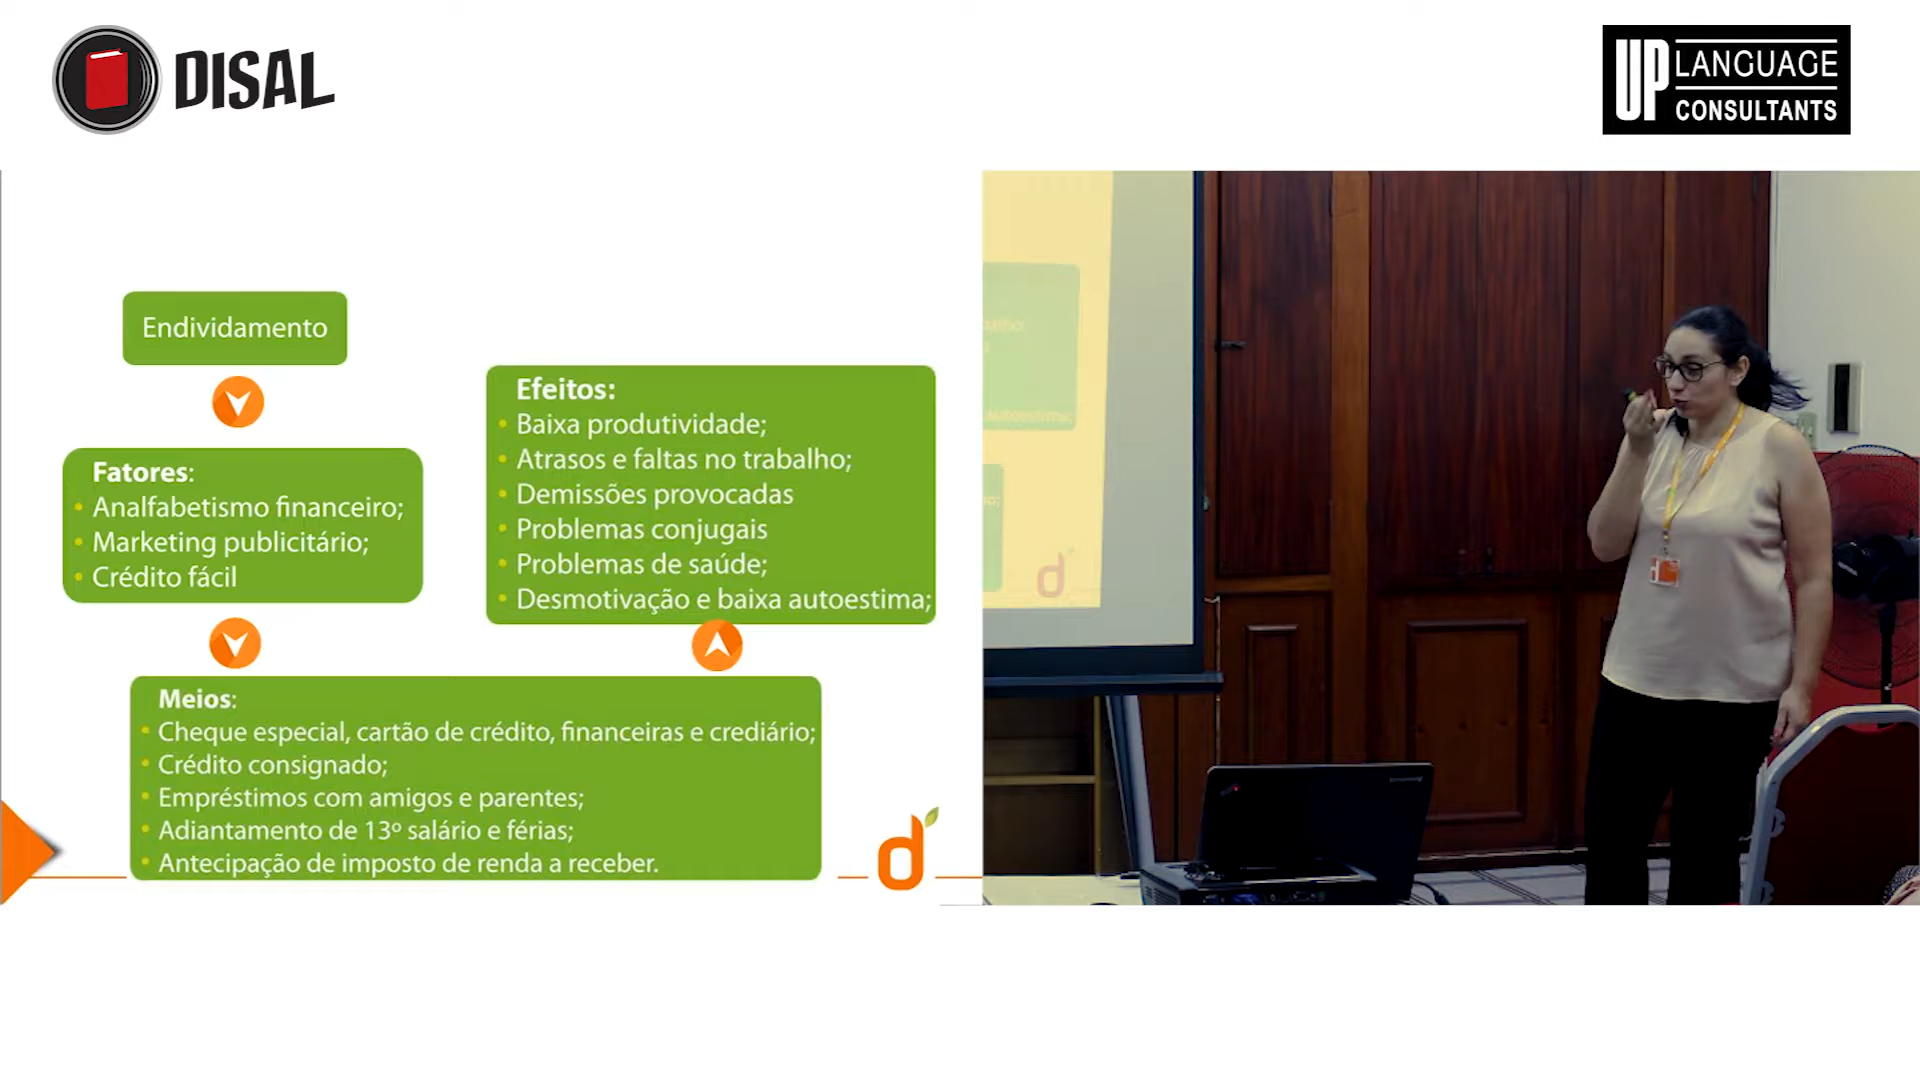 DISAL
UP LANGUAGE
CONSULTANTS
Endividamento
Fatores:
• Analfabetismo financeiro;
• Marketing publicitário;
• Crédito fácil
Meios:
• Cheque especial, cartão de crédito, financeiras e crediário;
• Crédito consignado;
• Empréstimos com amigos e parentes;
• Adiantamento de 13º salário e férias;
• Antecipação de imposto de renda a receber.
Efeitos:
• Baixa produtividade;
• Atrasos e faltas no trabalho;
• Demissões provocadas
• Problemas conjugais
• Problemas de saúde;
• Desmotivação e baixa autoestima;
d